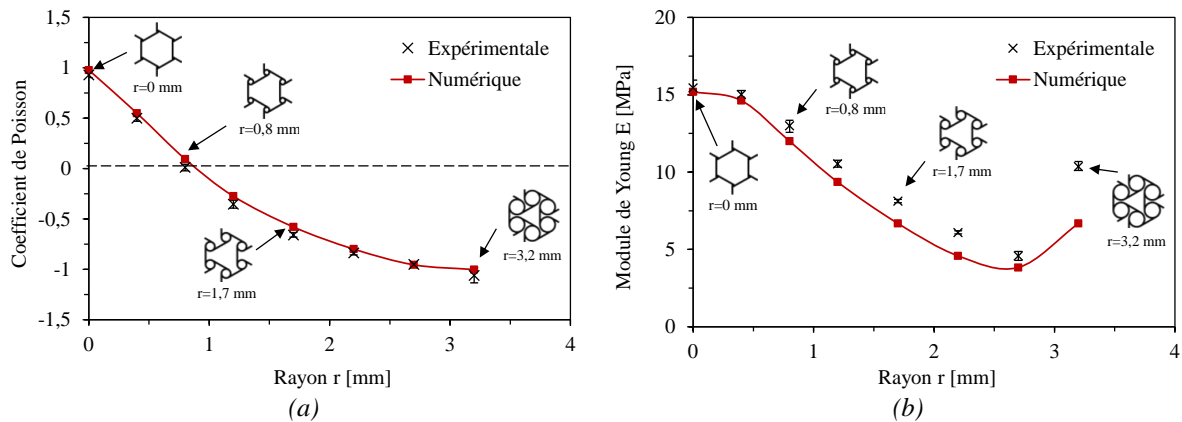 1,5
1
0,5
0
-0,5
-1
-1,5
0
1
2
3
4
Coefficient de Poisson
Rayon r [mm]
Expérimentale
Numérique
r=0 mm
r=0,8 mm
r=1,7 mm
r=3,2 mm
(a)
20
15
10
5
0
0
1
2
3
4
Module de Young E [MPa]
Rayon r [mm]
Expérimentale
Numérique
r=0,8 mm
r=1,7 mm
r=0 mm
r=3,2 mm
(b)